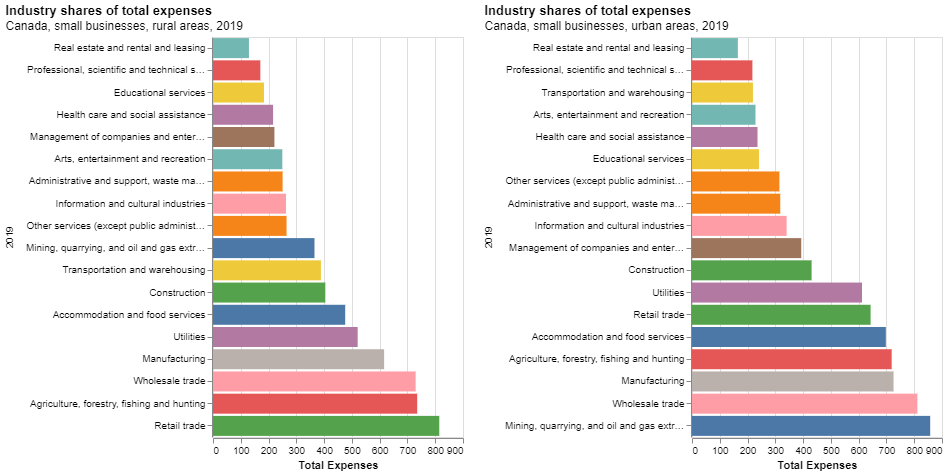 Industry shares of total expenses
Canada, small businesses, rural areas, 2019
Real estate and rental and leasing
Professional, scientific and technical s…
Educational services
Health care and social assistance
Management of companies and enter…
Arts, entertainment and recreation
Administrative and support, waste ma…
Information and cultural industries
Other services (except public administ…
Mining, quarrying, and oil and gas extr…
Transportation and warehousing
Construction
Accommodation and food services
Utilities
Manufacturing
Wholesale trade
Agriculture, forestry, fishing and hunting
Retail trade
2019
0 100 200 300 400 500 600 700 800 900
Total Expenses
Industry shares of total expenses
Canada, small businesses, urban areas, 2019
Real estate and rental and leasing
Professional, scientific and technical s…
Transportation and warehousing
Arts, entertainment and recreation
Health care and social assistance
Educational services
Other services (except public administ…
Administrative and support, waste ma…
Information and cultural industries
Management of companies and enter…
Construction
Utilities
Retail trade
Accommodation and food services
Agriculture, forestry, fishing and hunting
Manufacturing
Wholesale trade
Mining, quarrying, and oil and gas extr…
2019
0 100 200 300 400 500 600 700 800 900
Total Expenses